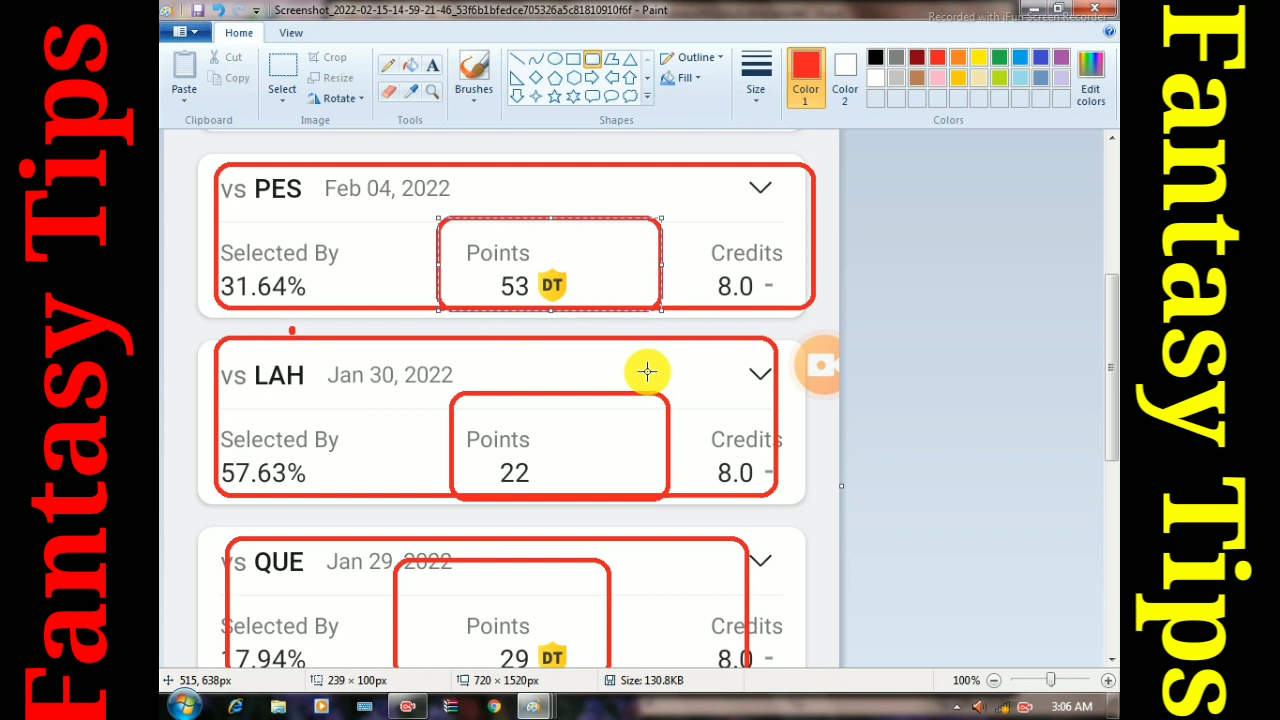 Fantasy Tips
Screenshot_2022-02-15-14-59-21-46_53f6b1bfedce705326a5c81810910f6f - Paint
Recorded with iFun Screen Recorder
Home
View
Paste
Cut
Copy
Clipboard
Select
Crop
Resize
Rotate
Image
A
Tools
Brushes
Shapes
Outline
Fill
Size
Color
1
Color
2
Edit
colors
Colors
vs PES Feb 04, 2022
Selected By Points Credits
31.64% 53 DT 8.0 -
vs LAH Jan 30, 2022
Selected By Points Credits
57.63% 22 8.0 -
vs QUE Jan 29, 2022
Selected By Points Credits
17.94% 29 DT 8.0 -
515, 638px 239 × 100px 720 × 1520px Size: 130.8KB 100%
3:06 AM
Fantasy Tips